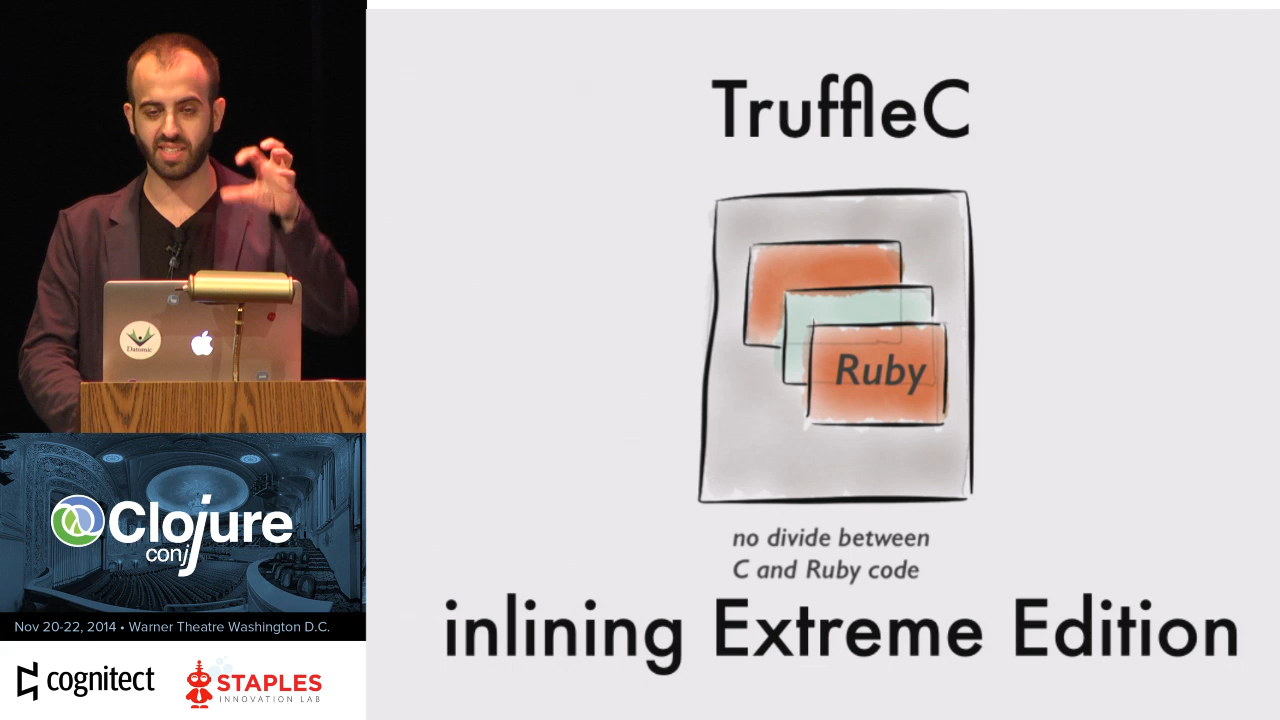 TruffleC
Ruby
no divide between
C and Ruby code
inlining Extreme Edition
Datomic
Clojure
conj
Nov 20-22, 2014 • Warner Theatre Washington D.C.
cognitect
STAPLES
INNOVATION LAB